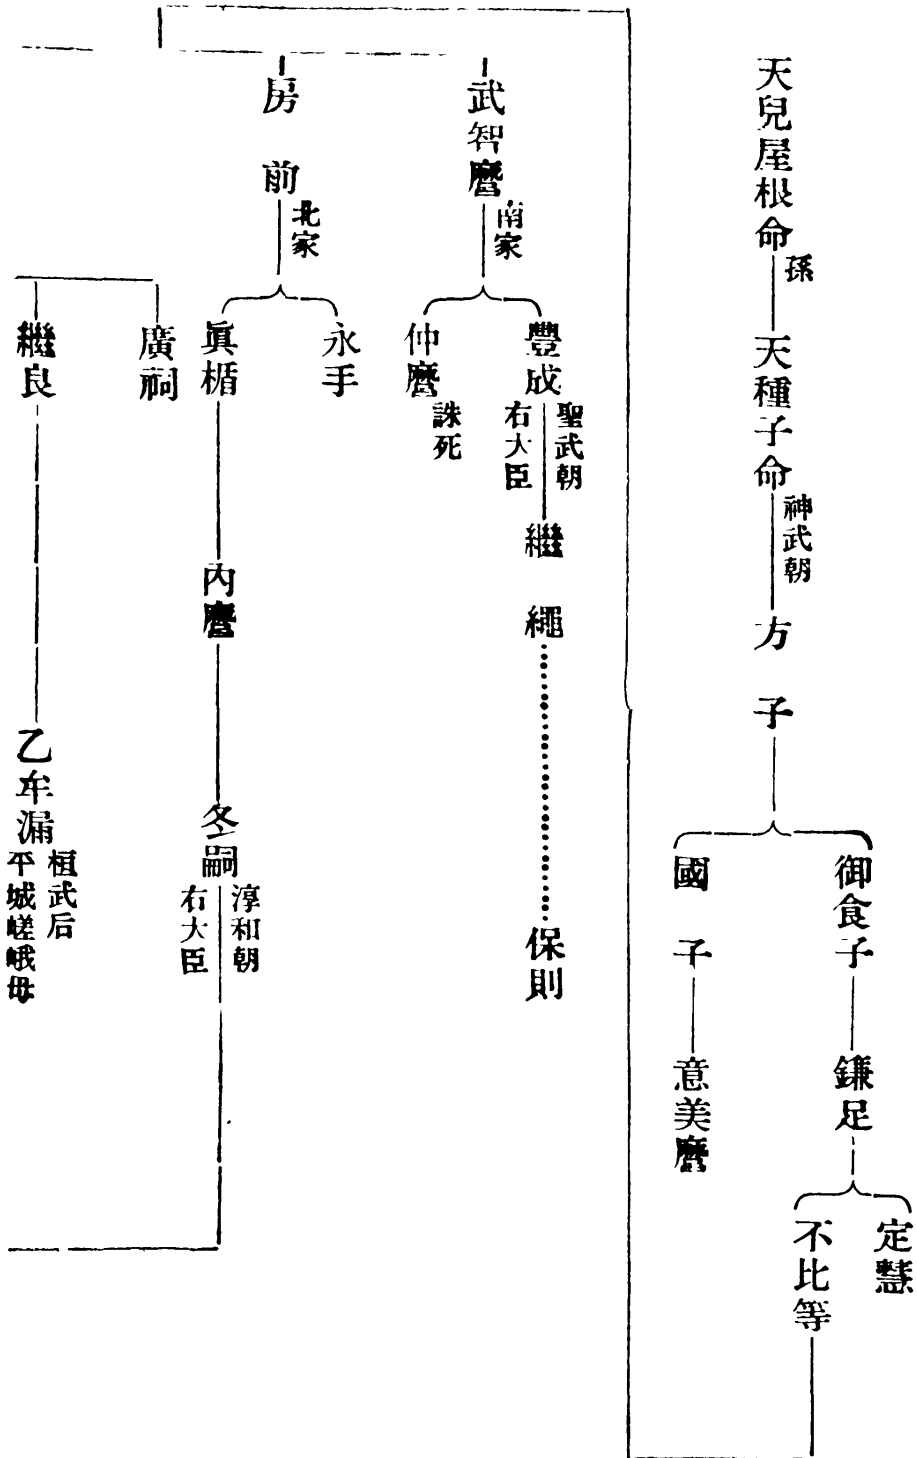 天兒屋根命
孫
天種子命
神武朝
方子
御食子
鎌足
定慧
不比等
國子
意美麿
武智麿
南家
豐成
聖武朝
右大臣
繼繩
保則
仲麿
誅死
房前
北家
永手
眞楯
內麿
冬嗣
淳和朝
右大臣
廣祠
繼良
乙牟漏
桓武后
平城嵯峨母